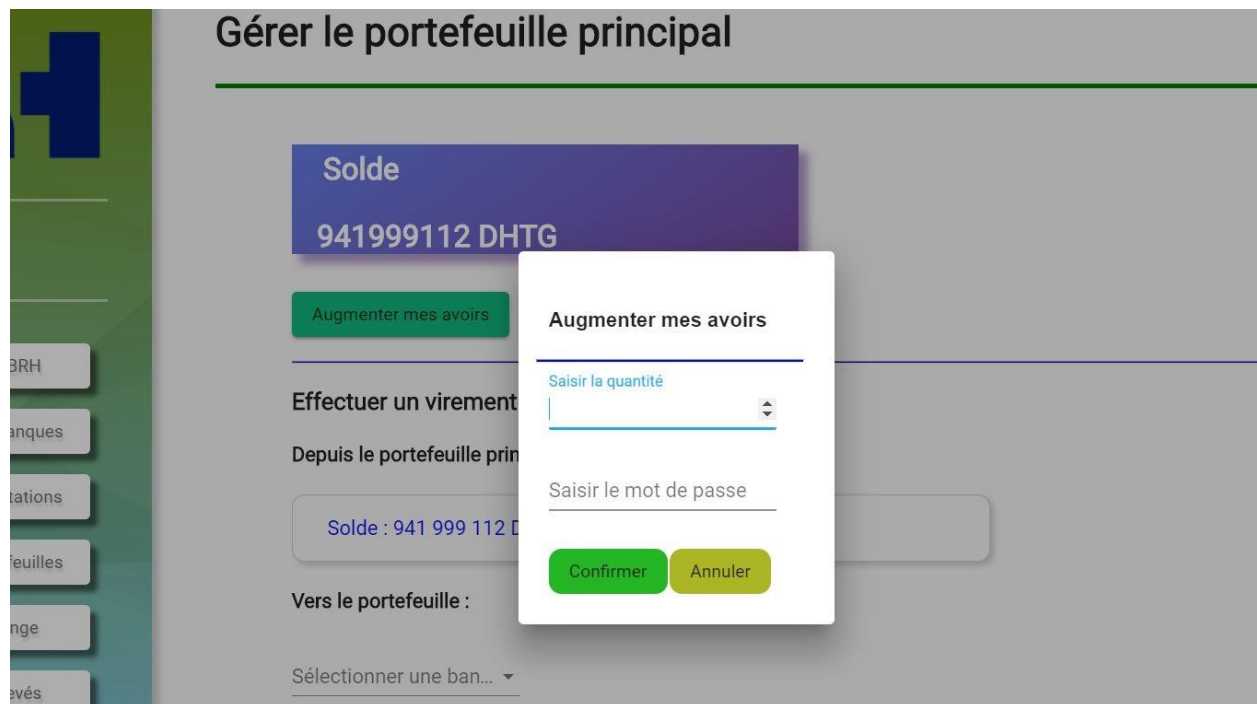 Gérer le portefeuille principal
Solde
941999112 DHTG
Augmenter mes avoirs
Augmenter mes avoirs
Saisir la quantité
Saisir le mot de passe
Confirmer Annuler
Effectuer un virement
Depuis le portefeuille prin
Solde : 941 999 112 D
Vers le portefeuille :
Sélectionner une ban...
BRH
anques
tations
feuilles
nge
evés